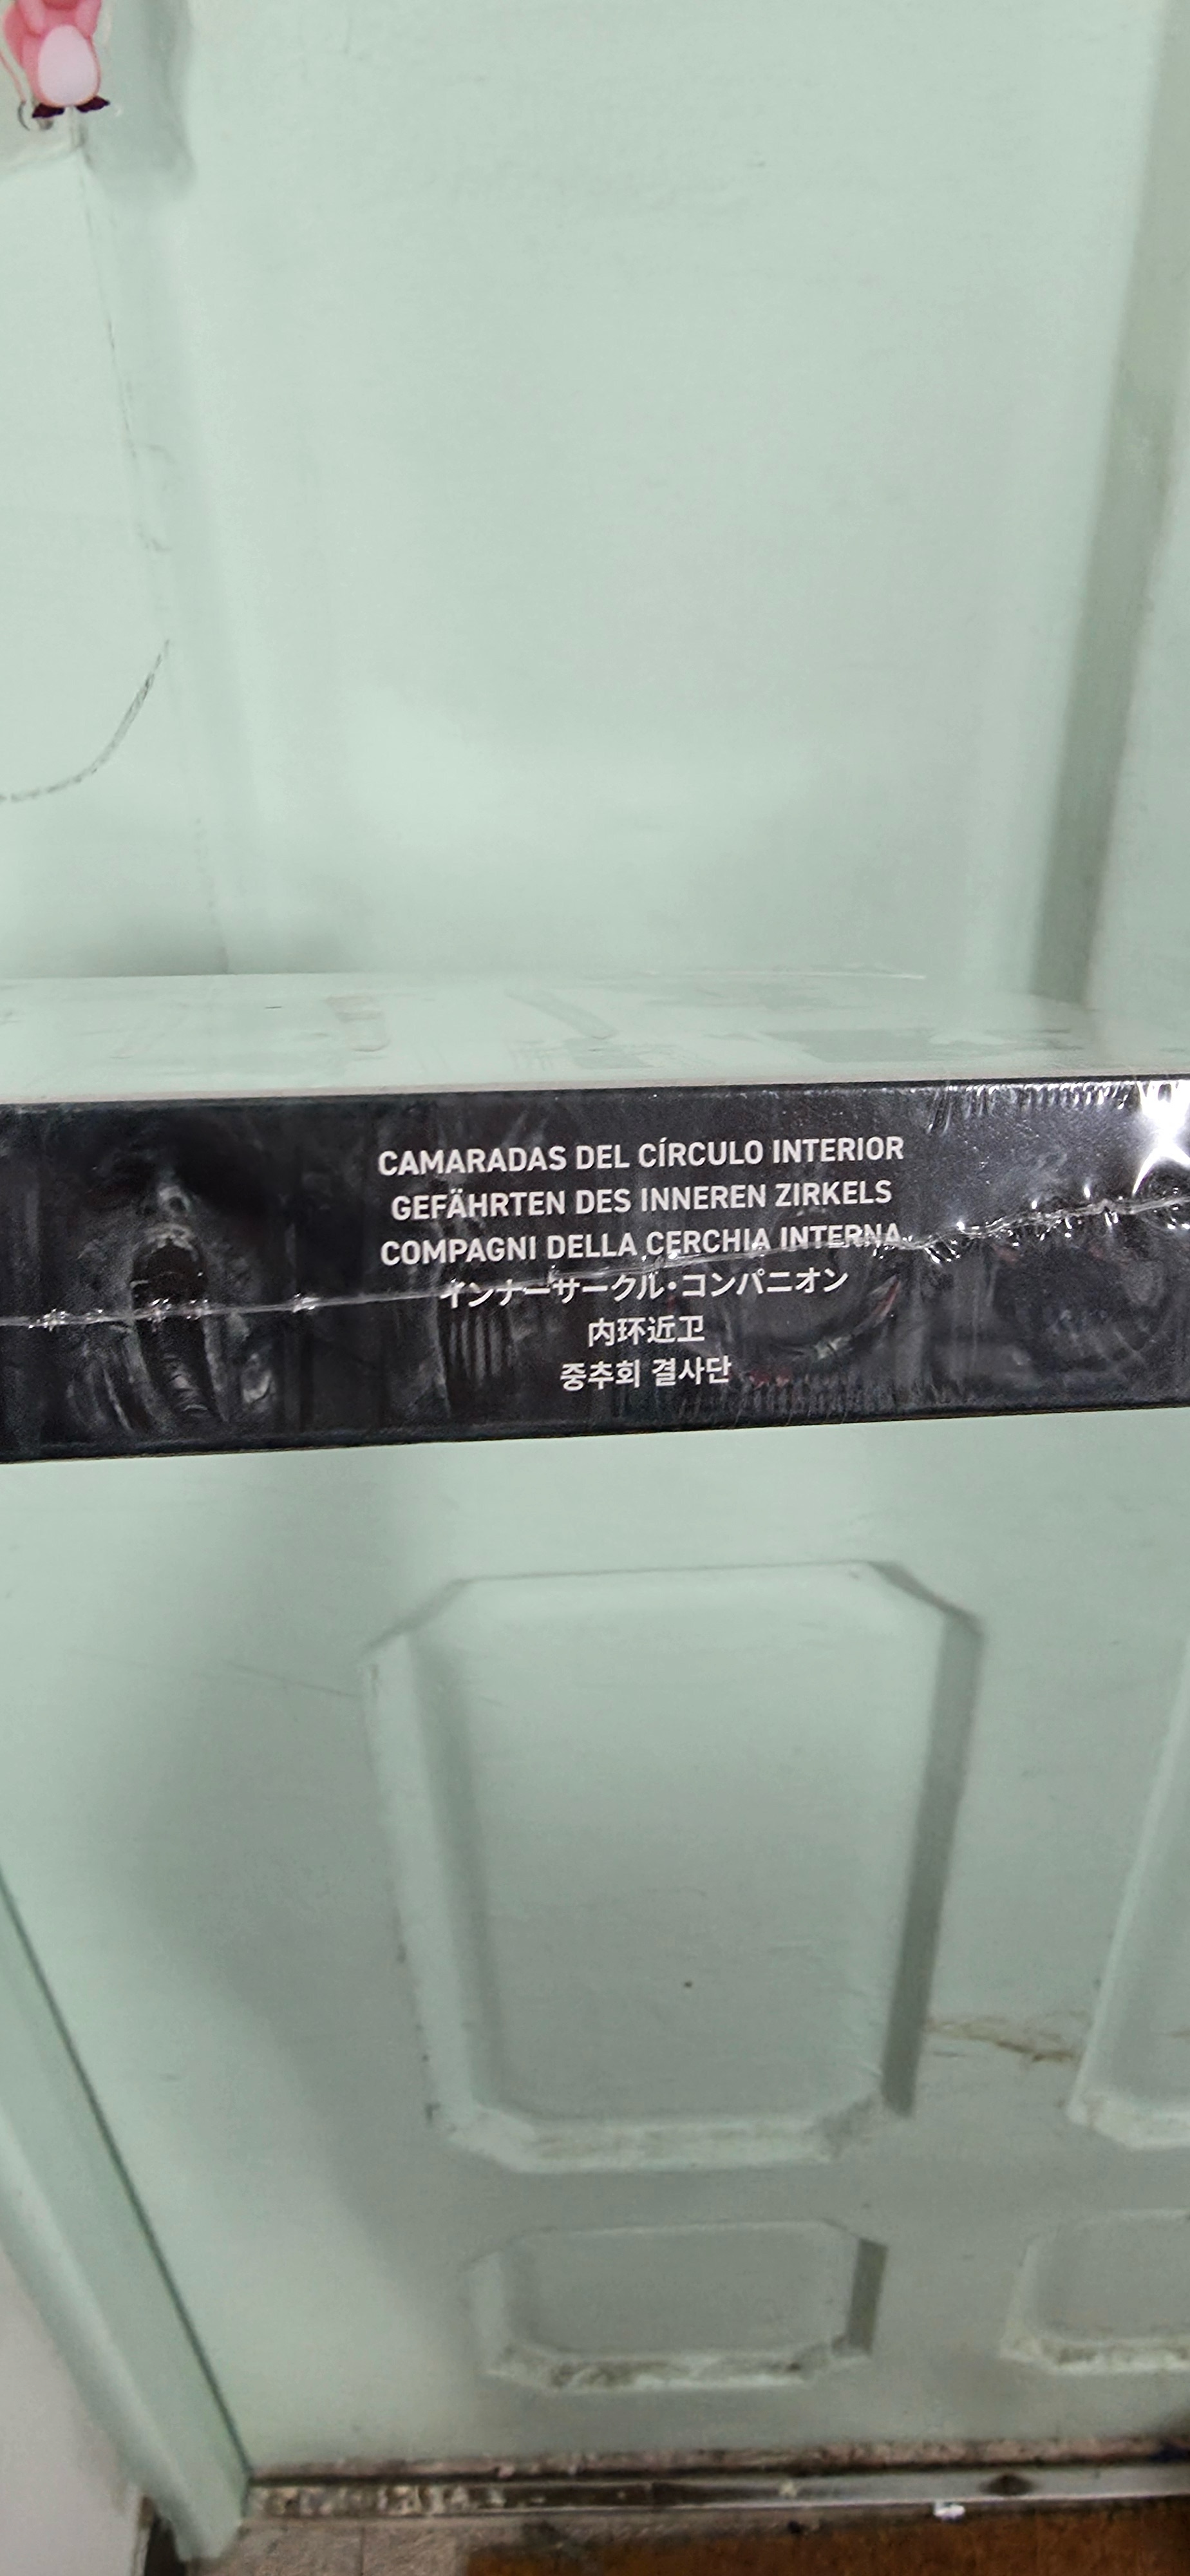 CAMARADAS DEL CÍRCULO INTERIOR
GEFÄHRTEN DES INNEREN ZIRKELS
COMPAGNI DELLA CERCHIA INTERNA
インナーサークル・コンパニオン
内环近卫
중추회 결사단